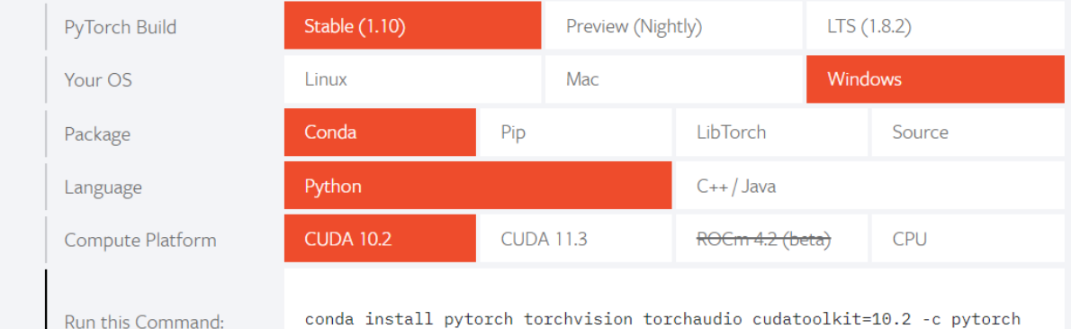 PyTorch Build Stable (1.10) Preview (Nightly) LTS (1.8.2)
Your OS Linux Mac Windows
Package Conda Pip LibTorch Source
Language Python C++ / Java
Compute Platform CUDA 10.2 CUDA 11.3 ROCm 4.2 (beta) CPU
Run this Command: conda install pytorch torchvision torchaudio cudatoolkit=10.2 -c pytorch